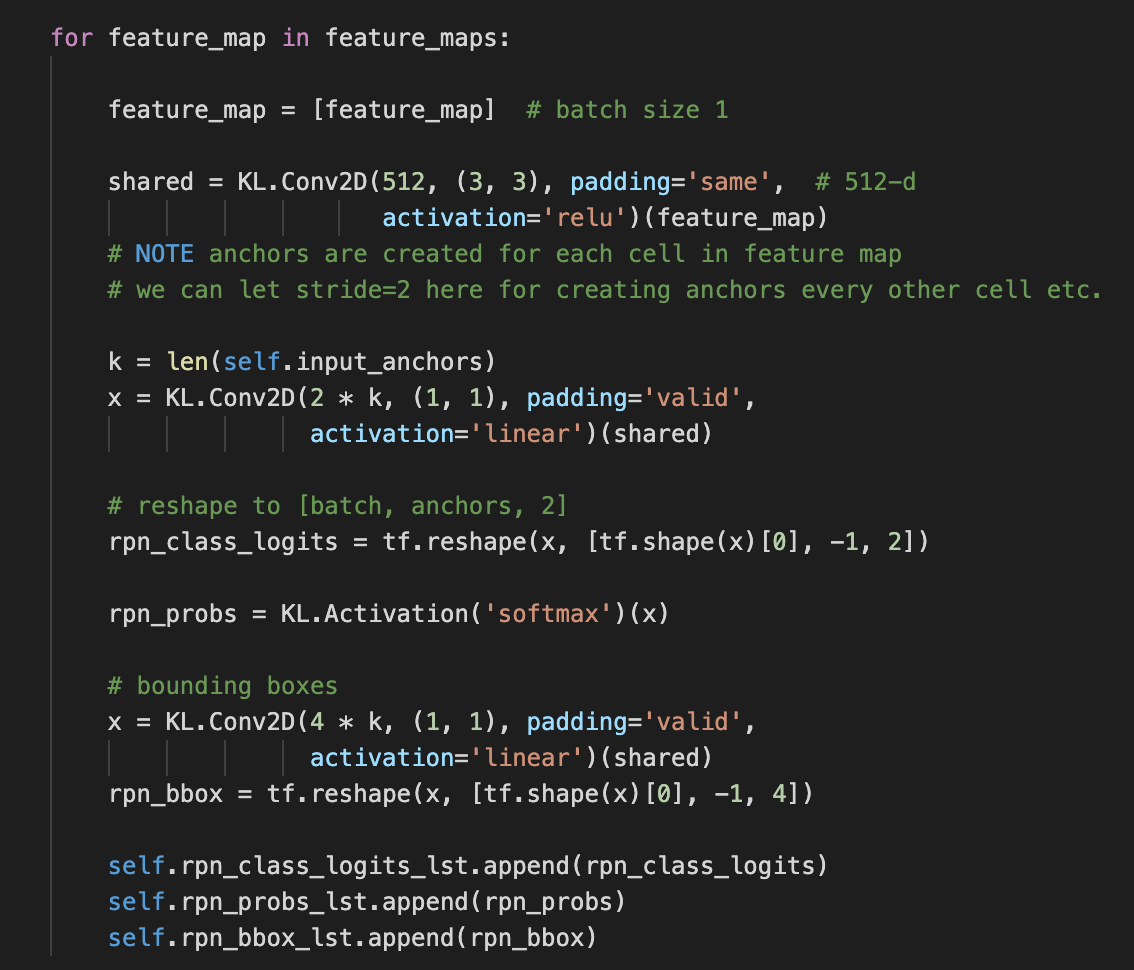 for feature_map in feature_maps:
feature_map = [feature_map]  # batch size 1
shared = KL.Conv2D(512, (3, 3), padding='same',  # 512-d
activation='relu')(feature_map)
# NOTE anchors are created for each cell in feature map
# we can let stride=2 here for creating anchors every other cell etc.
k = len(self.input_anchors)
x = KL.Conv2D(2 * k, (1, 1), padding='valid',
activation='linear')(shared)
# reshape to [batch, anchors, 2]
rpn_class_logits = tf.reshape(x, [tf.shape(x)[0], -1, 2])
rpn_probs = KL.Activation('softmax')(x)
# bounding boxes
x = KL.Conv2D(4 * k, (1, 1), padding='valid',
activation='linear')(shared)
rpn_bbox = tf.reshape(x, [tf.shape(x)[0], -1, 4])
self.rpn_class_logits_lst.append(rpn_class_logits)
self.rpn_probs_lst.append(rpn_probs)
self.rpn_bbox_lst.append(rpn_bbox)